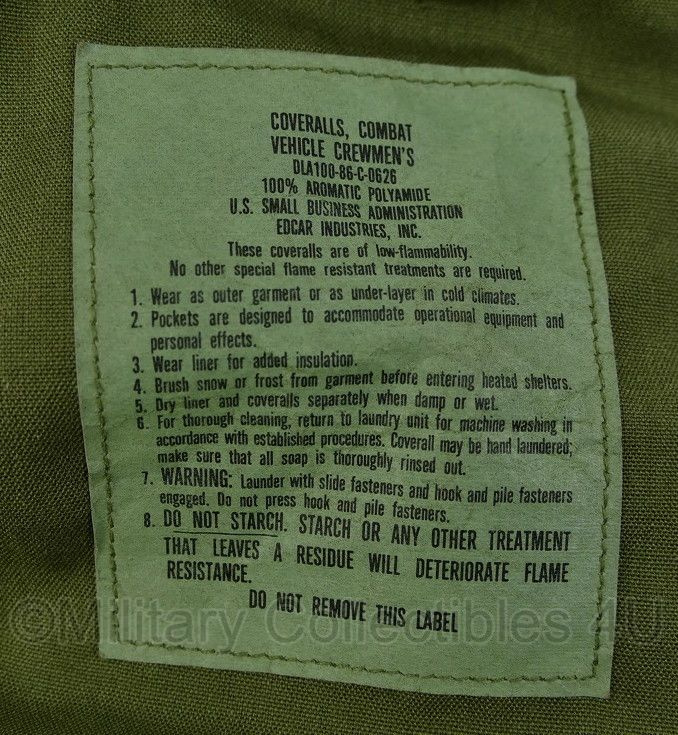 COVERALLS, COMBAT
VEHICLE CREWMEN'S
DLA100-86-C-0626
100% AROMATIC POLYAMIDE
U.S. SMALL BUSINESS ADMINISTRATION
EDCAR INDUSTRIES, INC.
These coveralls are of low-flammability.
No other special flame resistant treatments are required.
1. Wear as outer garment or as under-layer in cold climates.
2. Pockets are designed to accommodate operational equipment and
personal effects.
3. Wear liner for added insulation.
4. Brush snow or frost from garment before entering heated shelters.
5. Dry liner and coveralls separately when damp or wet.
6. For thorough cleaning, return to laundry unit for machine washing in
accordance with established procedures. Coverall may be hand laundered;
make sure that all soap is thoroughly rinsed out.
7. WARNING: Launder with slide fasteners and hook and pile fasteners
engaged. Do not press hook and pile fasteners.
8. DO NOT STARCH. STARCH OR ANY OTHER TREATMENT
THAT LEAVES A RESIDUE WILL DETERIORATE FLAME
RESISTANCE.
DO NOT REMOVE THIS LABEL
©Military Collectibles 4U